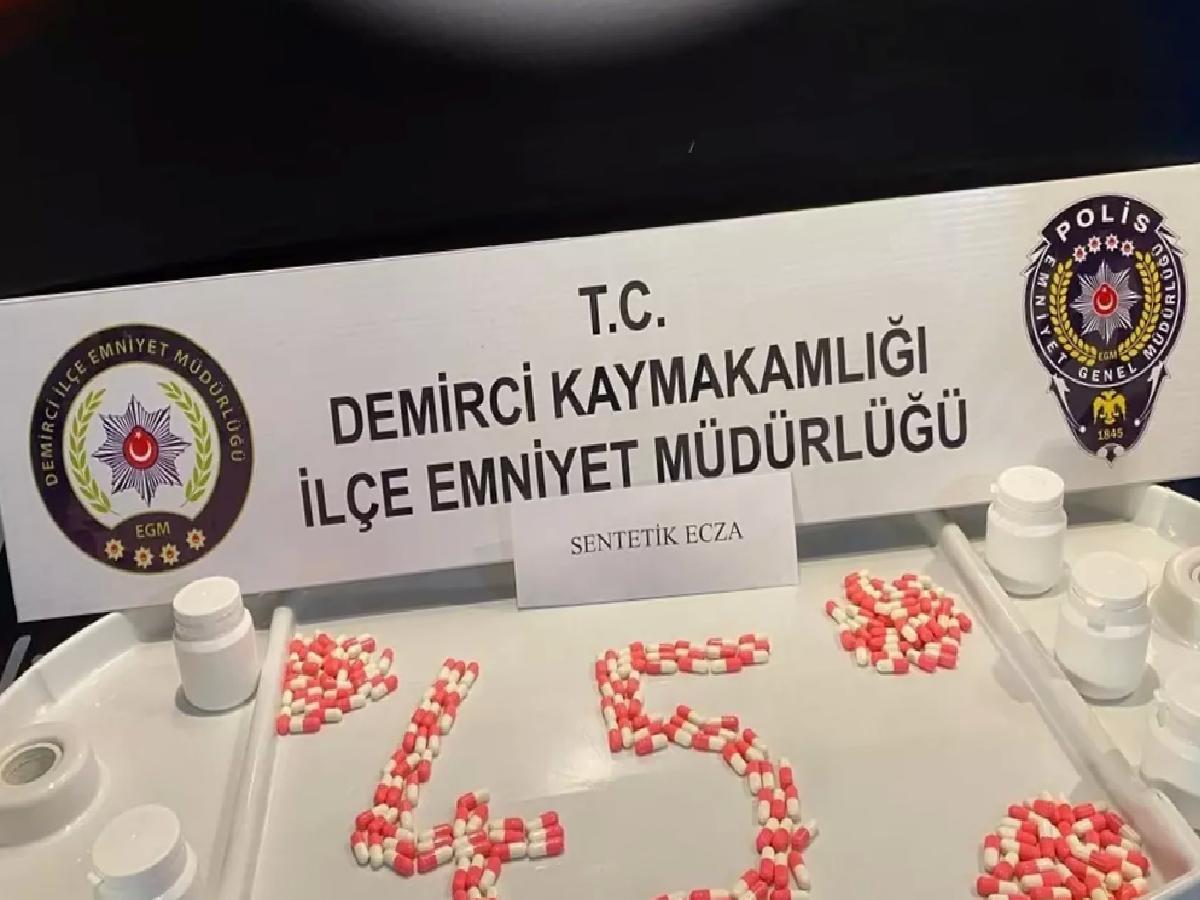 T.C.
DEMİRCİ KAYMAKAMLIĞI
İLÇE EMNİYET MÜDÜRLÜĞÜ
SENTETİK ECZA
DEMİRCİ İLÇE EMNİYET MÜDÜRLÜĞÜ
EGM
POLİS
EMNİYET GENEL MÜDÜRLÜĞÜ
EGM
1845
45